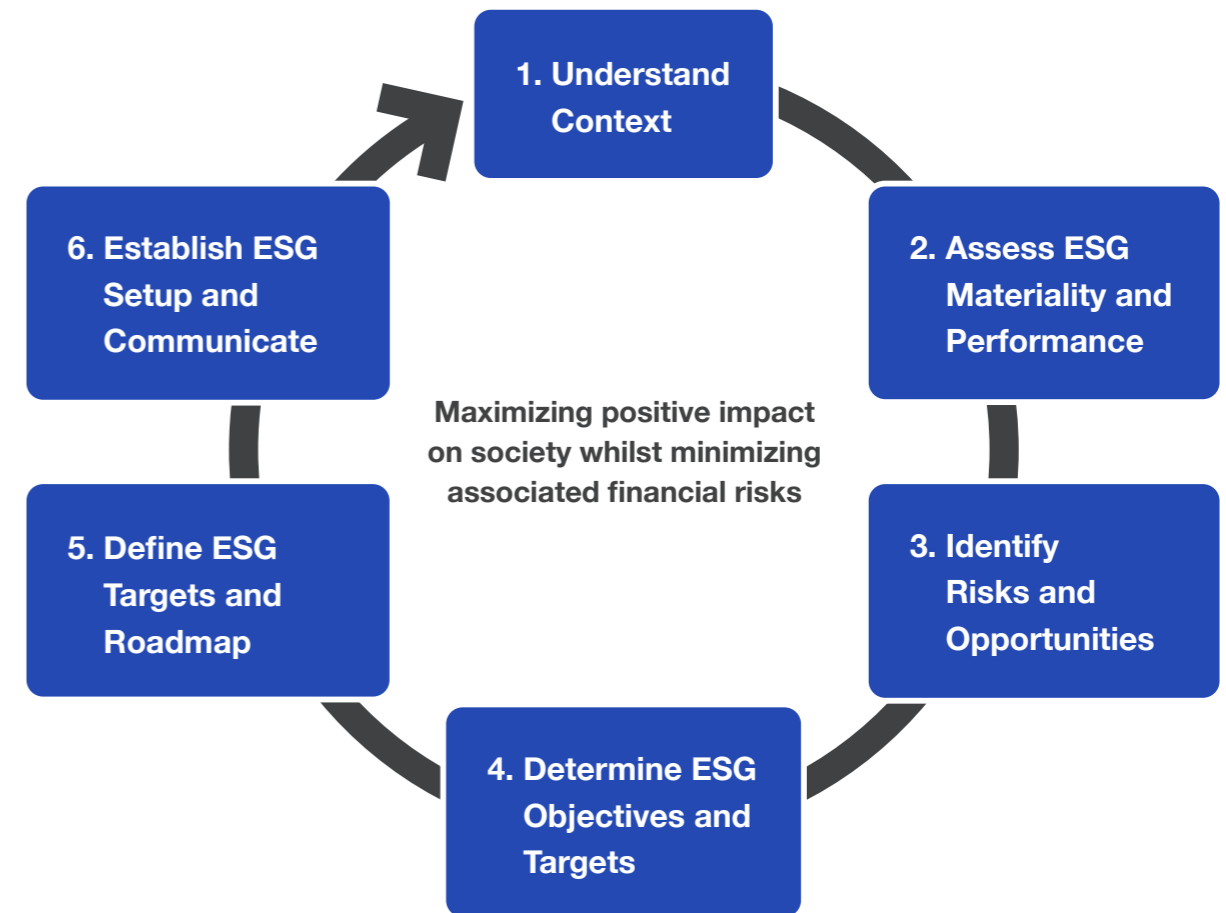 1. Understand
Context
2. Assess ESG
Materiality and
Performance
3. Identify
Risks and
Opportunities
4. Determine ESG
Objectives and
Targets
5. Define ESG
Targets and
Roadmap
6. Establish ESG
Setup and
Communicate
Maximizing positive impact
on society whilst minimizing
associated financial risks